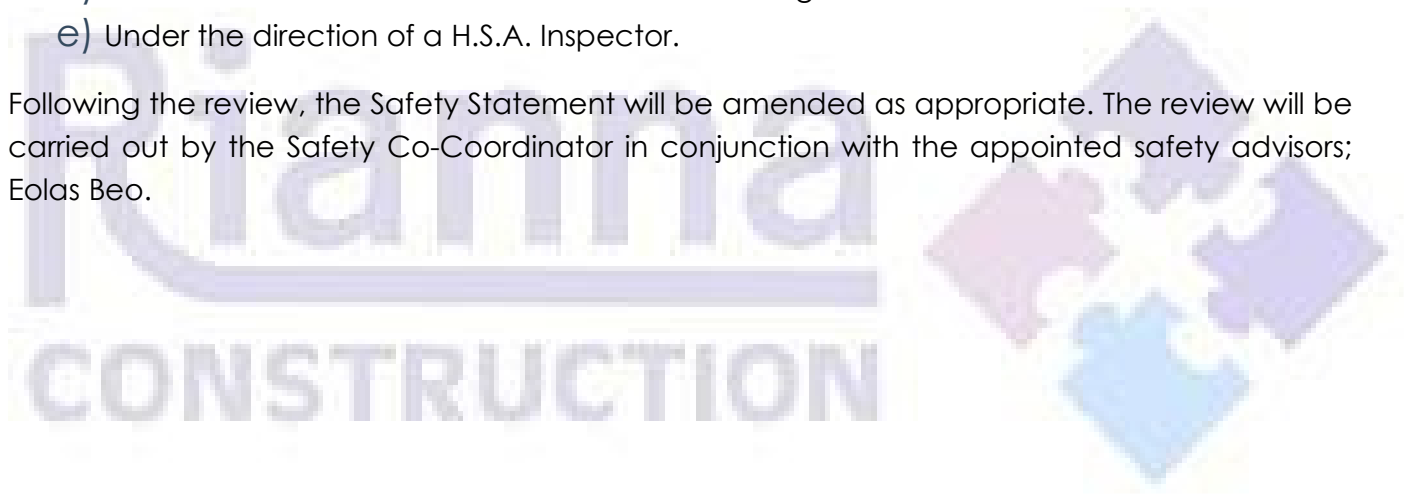 e) Under the direction of a H.S.A. Inspector.
Following the review, the Safety Statement will be amended as appropriate. The review will be
carried out by the Safety Co-Coordinator in conjunction with the appointed safety advisors;
Eolas Beo.
Rianna
CONSTRUCTION